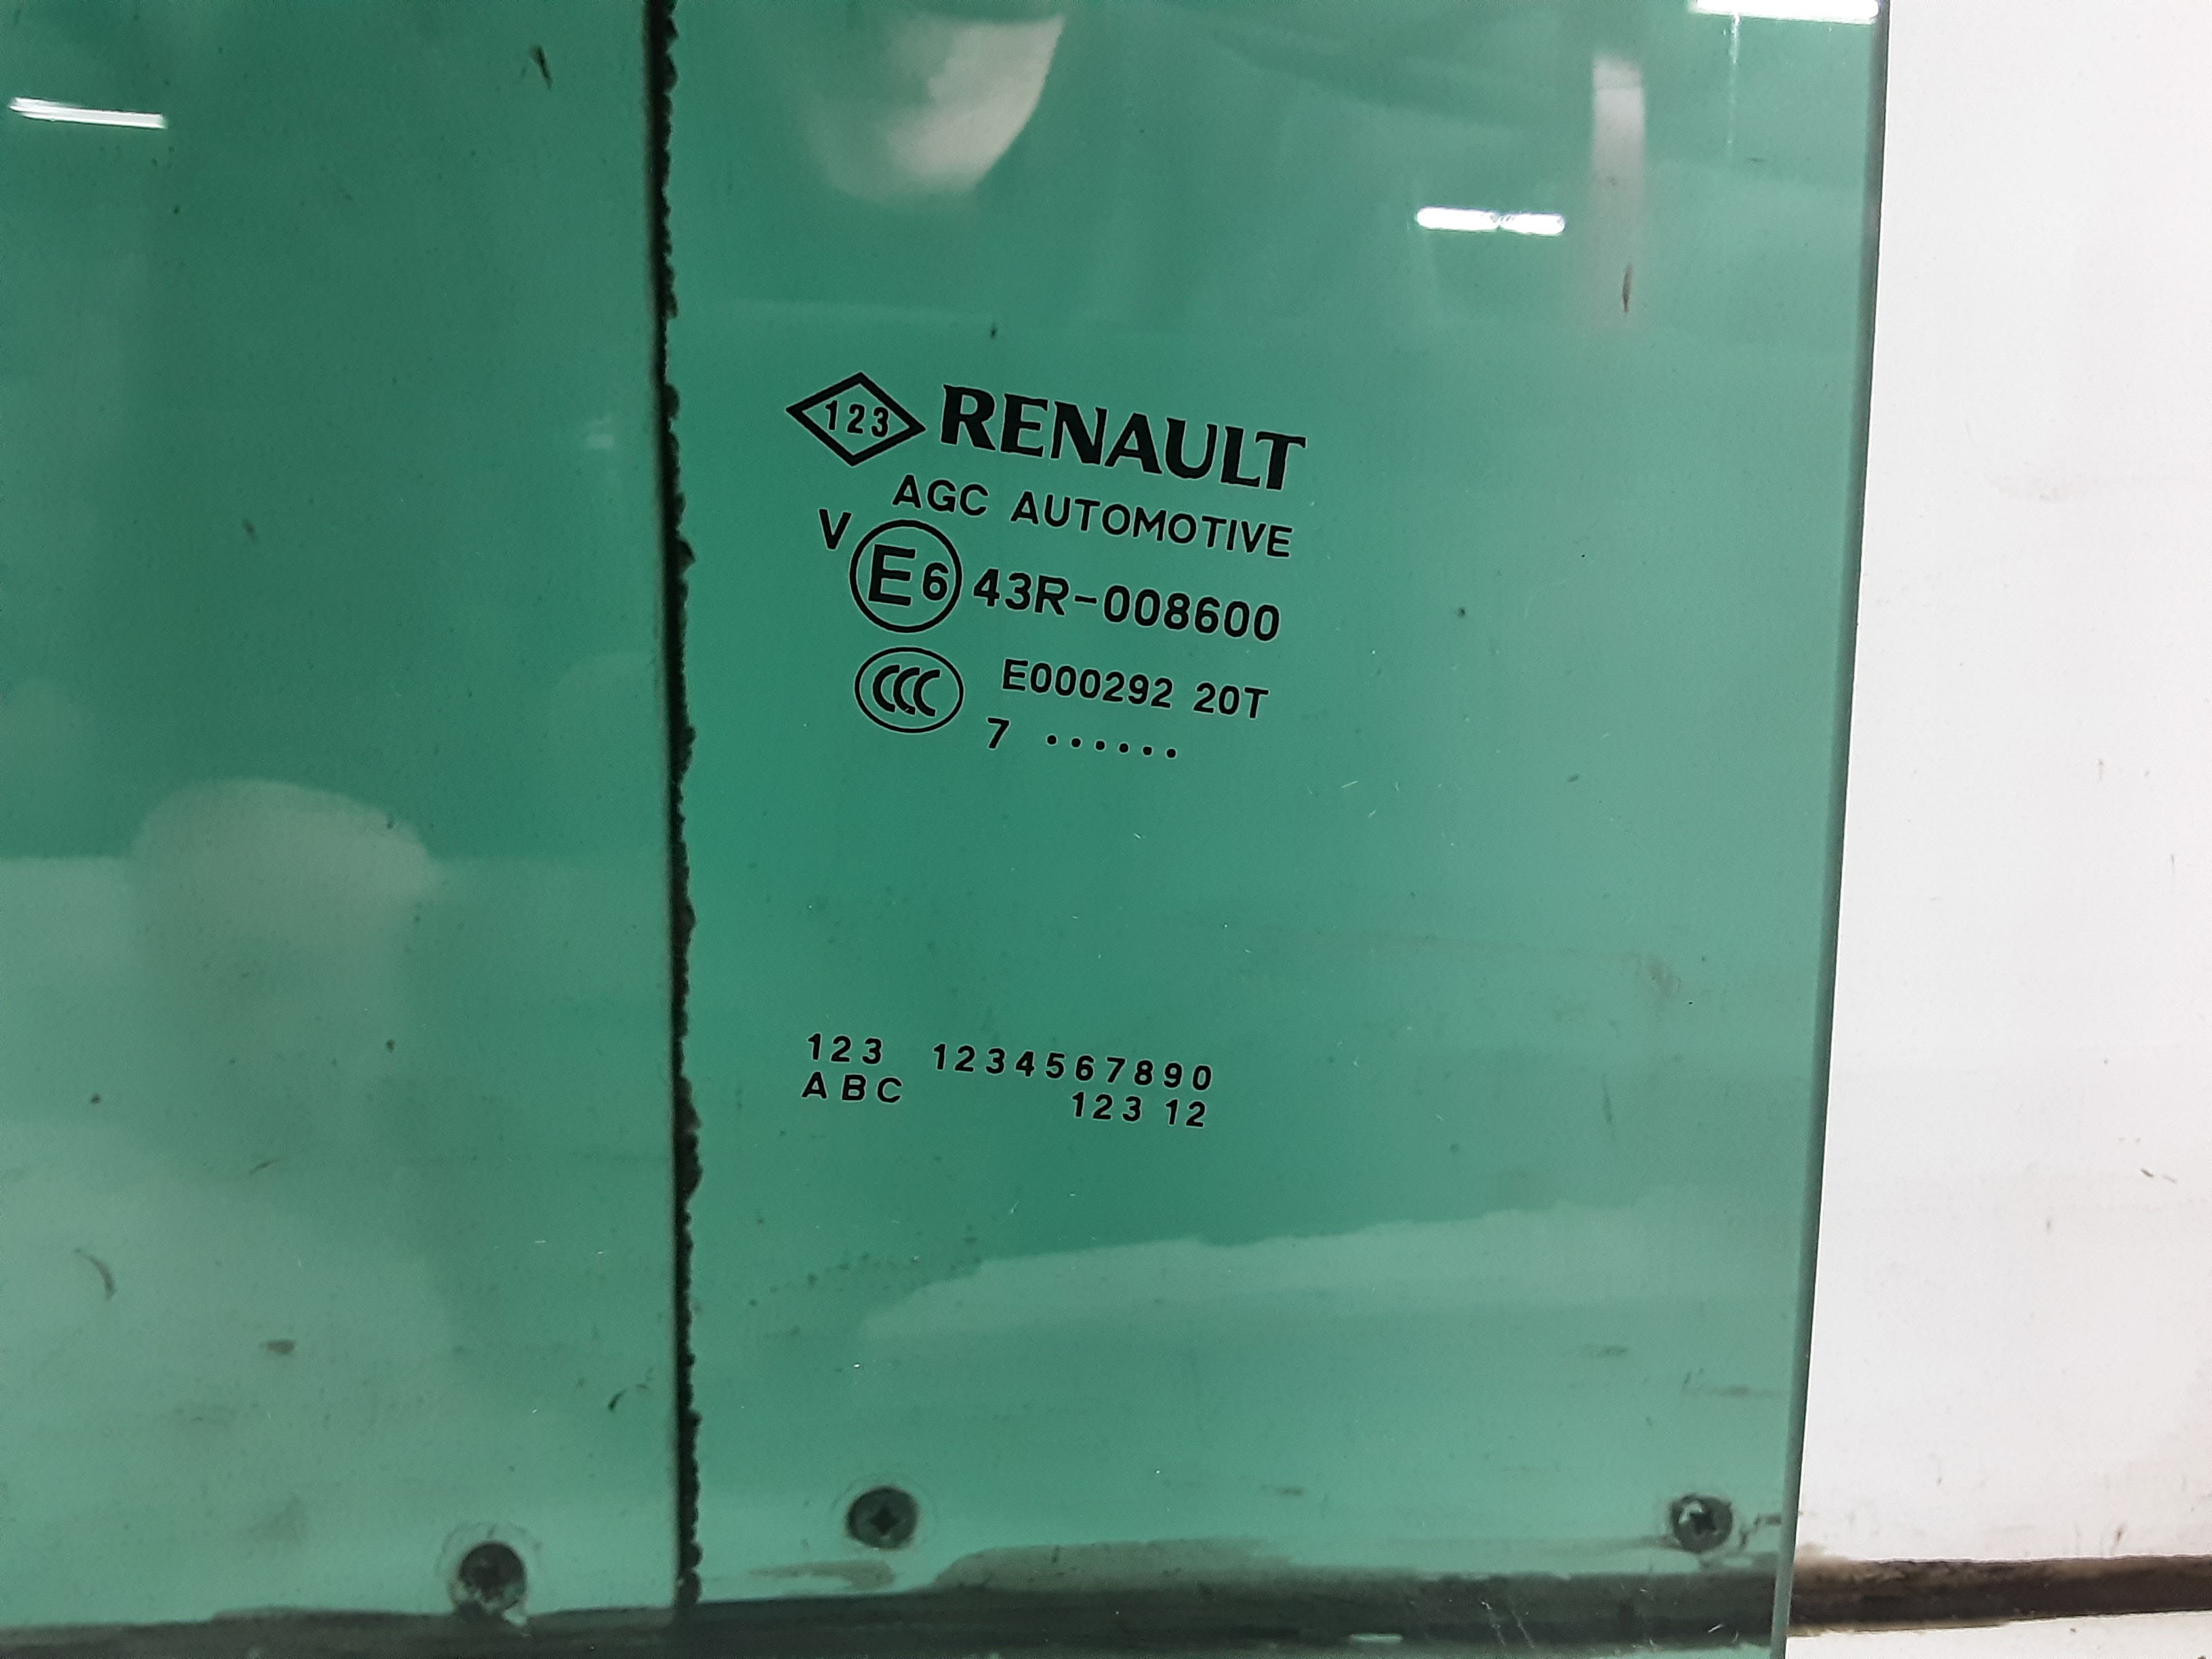 123 RENAULT
AGC AUTOMOTIVE
V E6 43R-008600
CCC E000292 20T
7 ......
123 1234567890
ABC 123 12